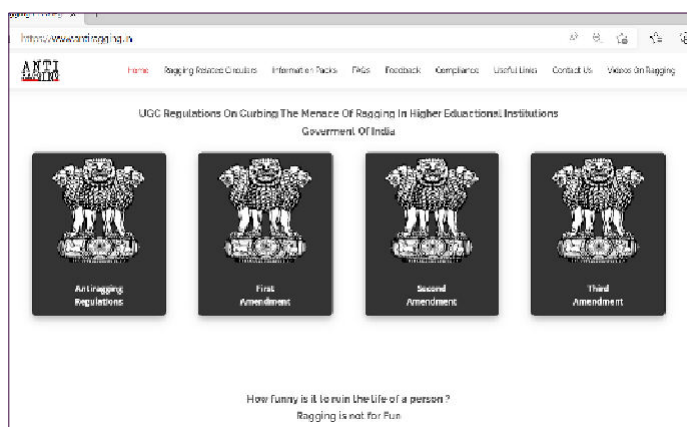 https://www.antiragging.in
ANTI
RAGGING
Home Ragging Related Circulars Information Packs FAQs Feedback Compliance Useful Links Contact Us Videos On Ragging
UGC Regulations On Curbing The Menace Of Ragging In Higher Eduactional Institutions
Goverment Of India
Antiragging
Regulations
First
Amendment
Second
Amendment
Third
Amendment
How funny is it to ruin the life of a person ?
Ragging is not for Fun